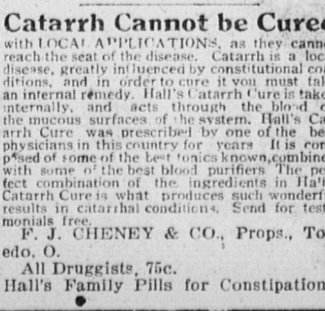 Catarrh Cannot be Cured
with LOCAL APPLICATIONS, as they cannot
reach the seat of the disease. Catarrh is a loc
disease, greatly influenced by constitutional con
ditions, and in order to cure it you must tak
an internal remedy. Hall's Catarrh Cure is take
internally, and acts through the blood o
the mucous surfaces of the system. Hall's Ca
arrh Cure was prescribed by one of the be
physicians in this country for years It is com
posed of some of the best tonics known, combine
with some of the best blood purifiers The pe
fect combination of the ingredients in Hall
Catarrh Cure is what produces such wonderf
results in catarrhal conditions. Send for test
monials free.
F. J. CHENEY & CO., Props., To
edo, O.
All Druggists, 75c.
Hall's Family Pills for Constipation